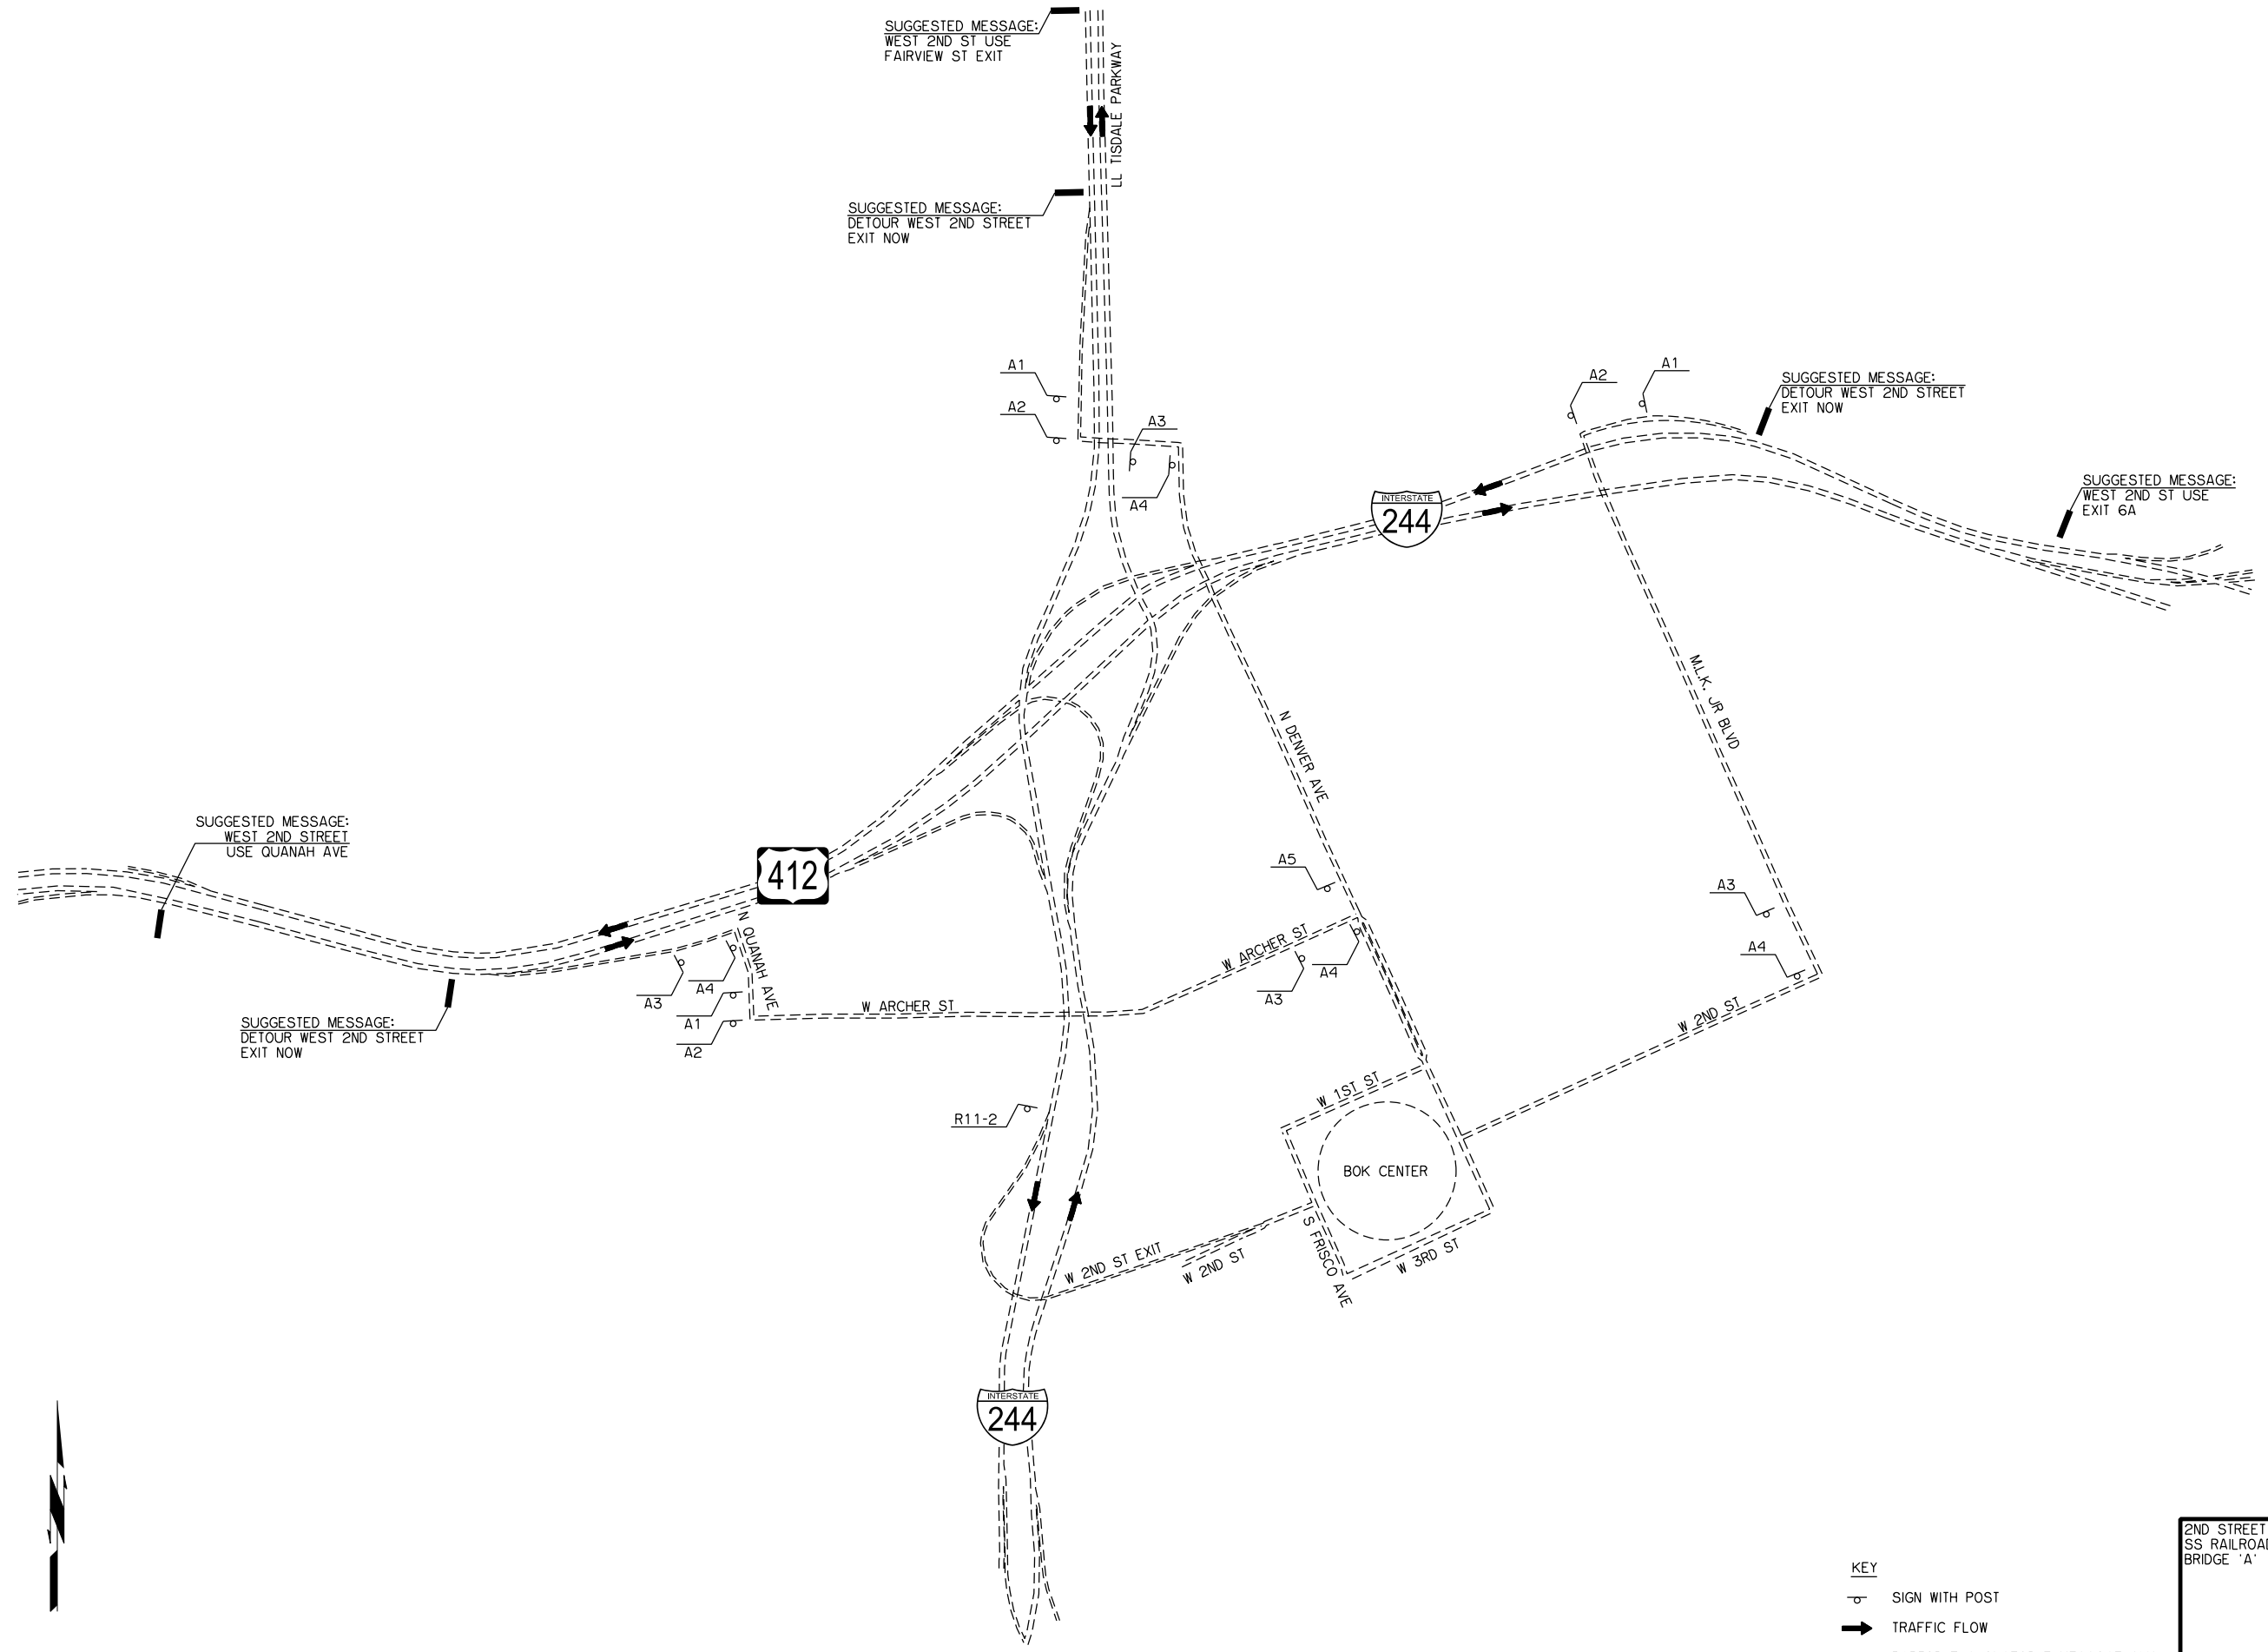 SUGGESTED MESSAGE:
WEST 2ND ST USE
FAIRVIEW ST EXIT
LL TISDALE PARKWAY
SUGGESTED MESSAGE:
DETOUR WEST 2ND STREET
EXIT NOW
A1
A2
A3
A4
A2
A1
SUGGESTED MESSAGE:
DETOUR WEST 2ND STREET
EXIT NOW
SUGGESTED MESSAGE:
WEST 2ND ST USE
EXIT 6A
INTERSTATE
244
M.L.K. JR BLVD
N DENVER AVE
SUGGESTED MESSAGE:
WEST 2ND STREET
USE QUANAH AVE
412
A5
A3
A4
N QUANAH AVE
W ARCHER ST
A3
A4
A1
A2
W ARCHER ST
A3
A4
SUGGESTED MESSAGE:
DETOUR WEST 2ND STREET
EXIT NOW
W 2ND ST
R11-2
W 1ST ST
BOK CENTER
W 2ND ST EXIT
W 2ND ST
S FRISCO AVE
W 3RD ST
INTERSTATE
244
KEY
SIGN WITH POST
TRAFFIC FLOW
2ND STREET
SS RAILROAD
BRIDGE 'A'